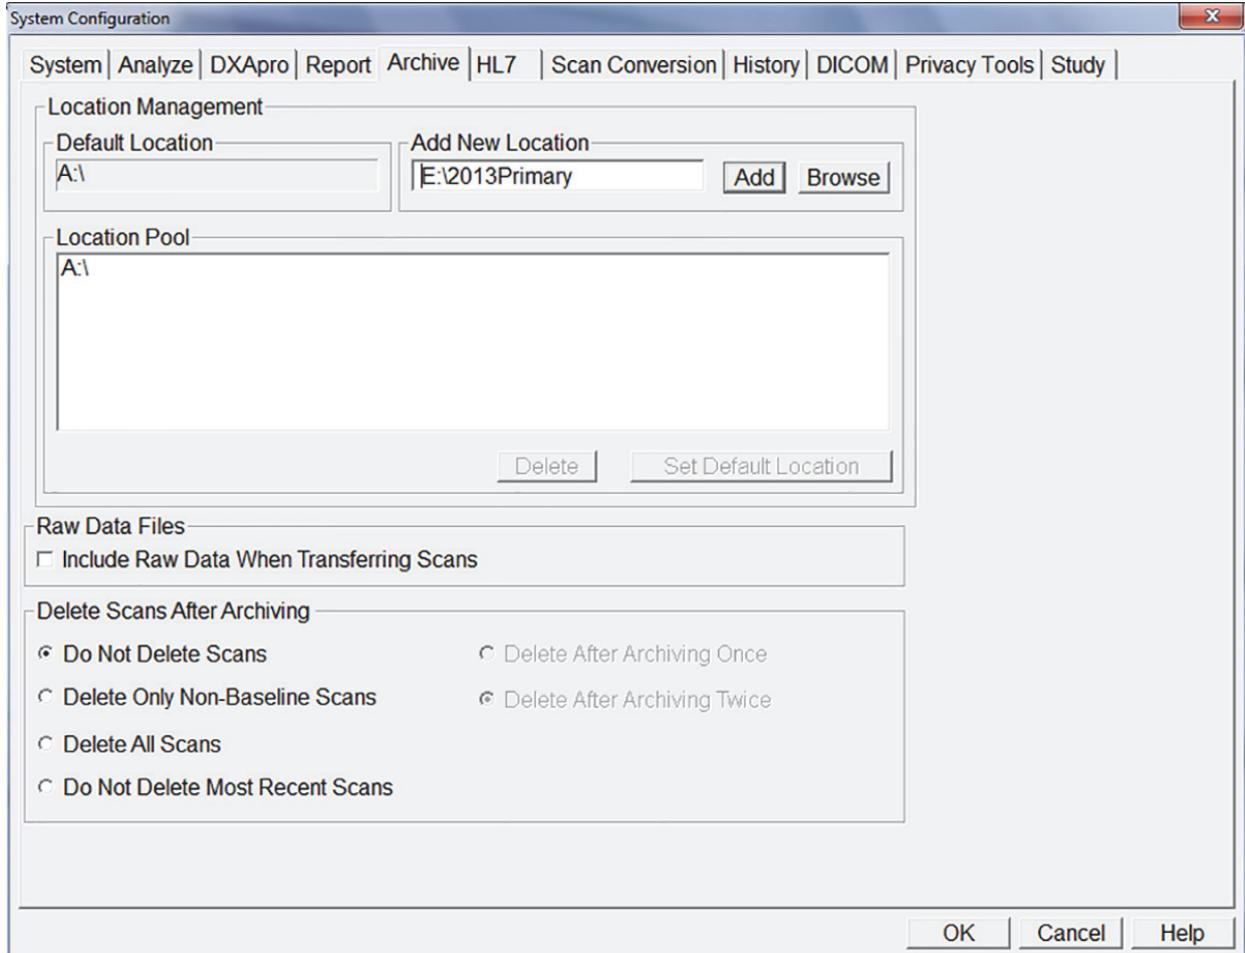 System Configuration
x
System Analyze DXApro Report Archive HL7 Scan Conversion History DICOM Privacy Tools Study
Location Management
Default Location
A:\
Add New Location
E:\2013Primary Add Browse
Location Pool
A:\
Delete Set Default Location
Raw Data Files
Include Raw Data When Transferring Scans
Delete Scans After Archiving
Do Not Delete Scans Delete After Archiving Once
Delete Only Non-Baseline Scans Delete After Archiving Twice
Delete All Scans
Do Not Delete Most Recent Scans
OK Cancel Help